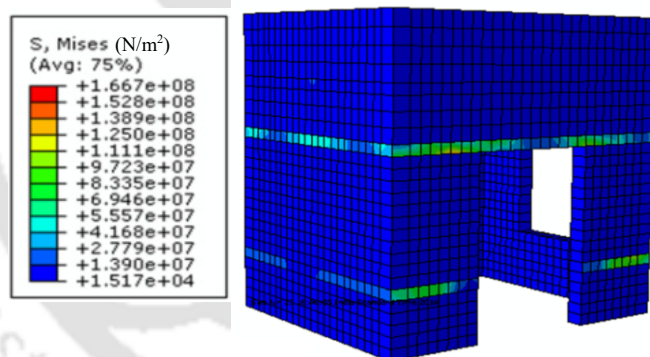 S, Mises (N/m²)
(Avg: 75%)
+1.667e+08
+1.528e+08
+1.389e+08
+1.250e+08
+1.111e+08
+9.723e+07
+8.335e+07
+6.946e+07
+5.557e+07
+4.168e+07
+2.779e+07
+1.390e+07
+1.517e+04